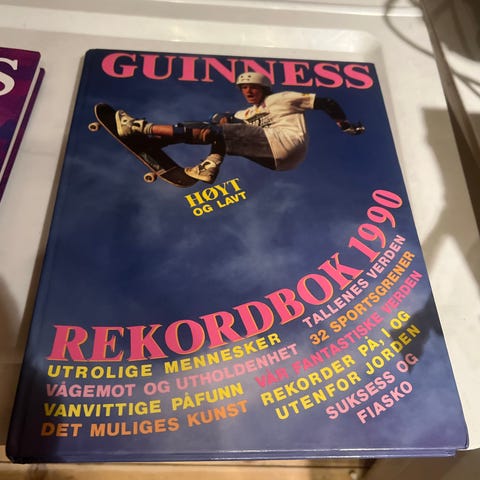 S
GUINNESS
HØYT
OG LAVT
REKORDBOK 1990
UTROLIGE MENNESKER
TALLENES VERDEN
VÅGEMOT OG UTHOLDENHET
32 SPORTSGRENER
VANVITTIGE PÅFUNN
VÅR FANTASTISKE VERDEN
DET MULIGES KUNST
REKORDER PÅ, I OG
UTENFOR JORDEN
SUKSESS OG
FIASKO